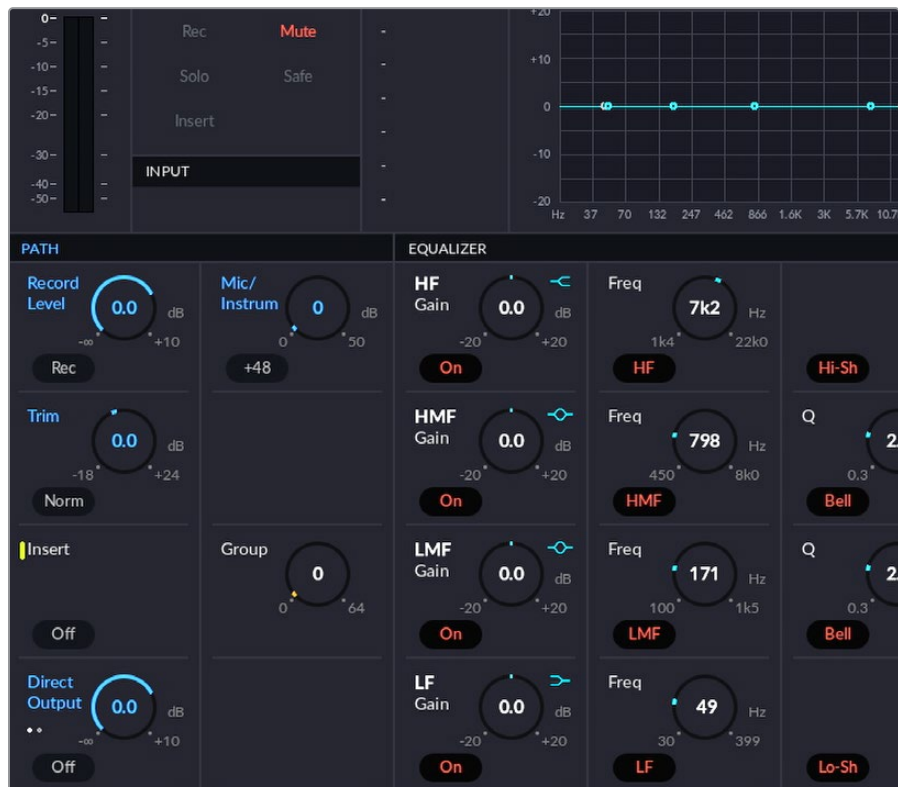 0-
-5-
-10-
-15-
-20-
-30-
-40-
-50-
Rec Mute
Solo Safe
Insert
INPUT
-
-
-
-
-
-
+20
+10
0
-10
-20
Hz 37 70 132 247 462 866 1.6K 3K 5.7K 10.7
PATH
EQUALIZER
Record Level
0.0 dB
-∞ +10
Rec
Mic/
Instrum
0 dB
0 50
+48
HF
Gain
0.0 dB
-20 +20
On
Freq
7k2 Hz
1k4 22k0
HF
Hi-Sh
Trim
0.0 dB
-18 +24
Norm
HMF
Gain
0.0 dB
-20 +20
On
Freq
798 Hz
450 8k0
HMF
Q
2.
0.3
Bell
Insert
Off
Group
0
0 64
LMF
Gain
0.0 dB
-20 +20
On
Freq
171 Hz
100 1k5
LMF
Q
2.
0.3
Bell
Direct
Output
0.0 dB
-∞ +10
Off
LF
Gain
0.0 dB
-20 +20
On
Freq
49 Hz
30 399
LF
Lo-Sh